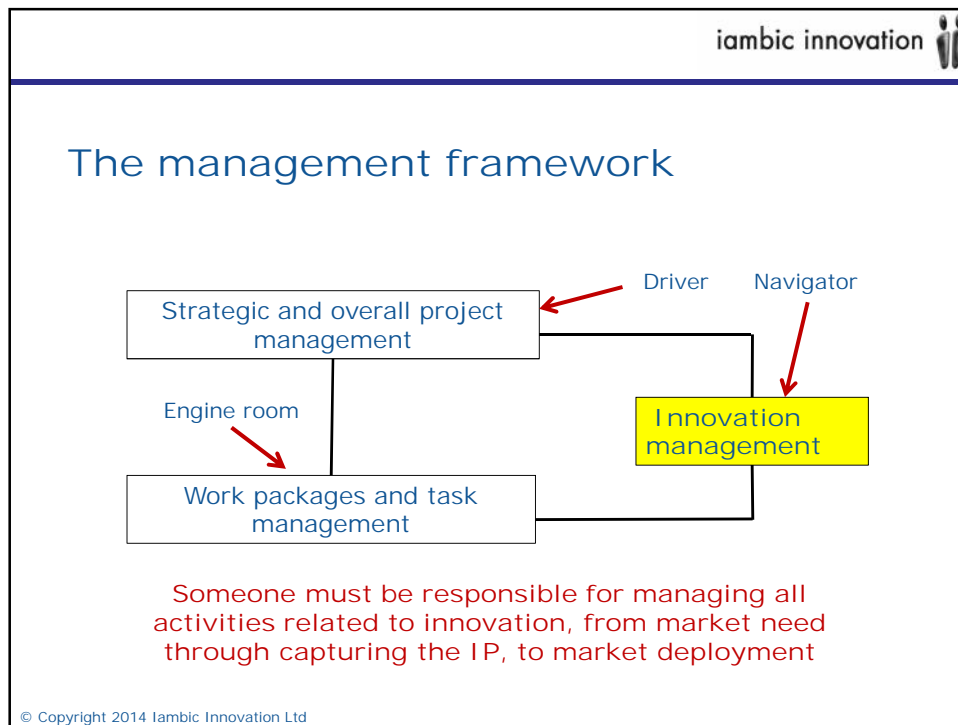 iambic innovation
The management framework
Driver
Navigator
Strategic and overall project
management
Engine room
Innovation
management
Work packages and task
management
Someone must be responsible for managing all
activities related to innovation, from market need
through capturing the IP, to market deployment
© Copyright 2014 Iambic Innovation Ltd